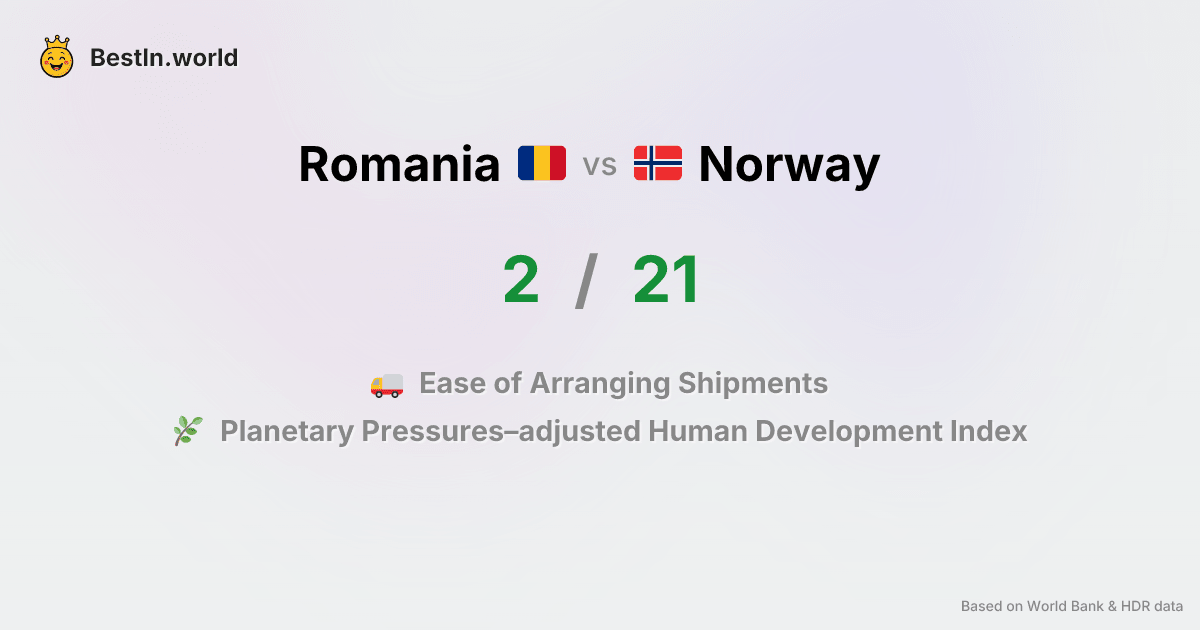 BestIn.world
Romania vs Norway
2 / 21
Ease of Arranging Shipments
Planetary Pressures–adjusted Human Development Index
Based on World Bank & HDR data